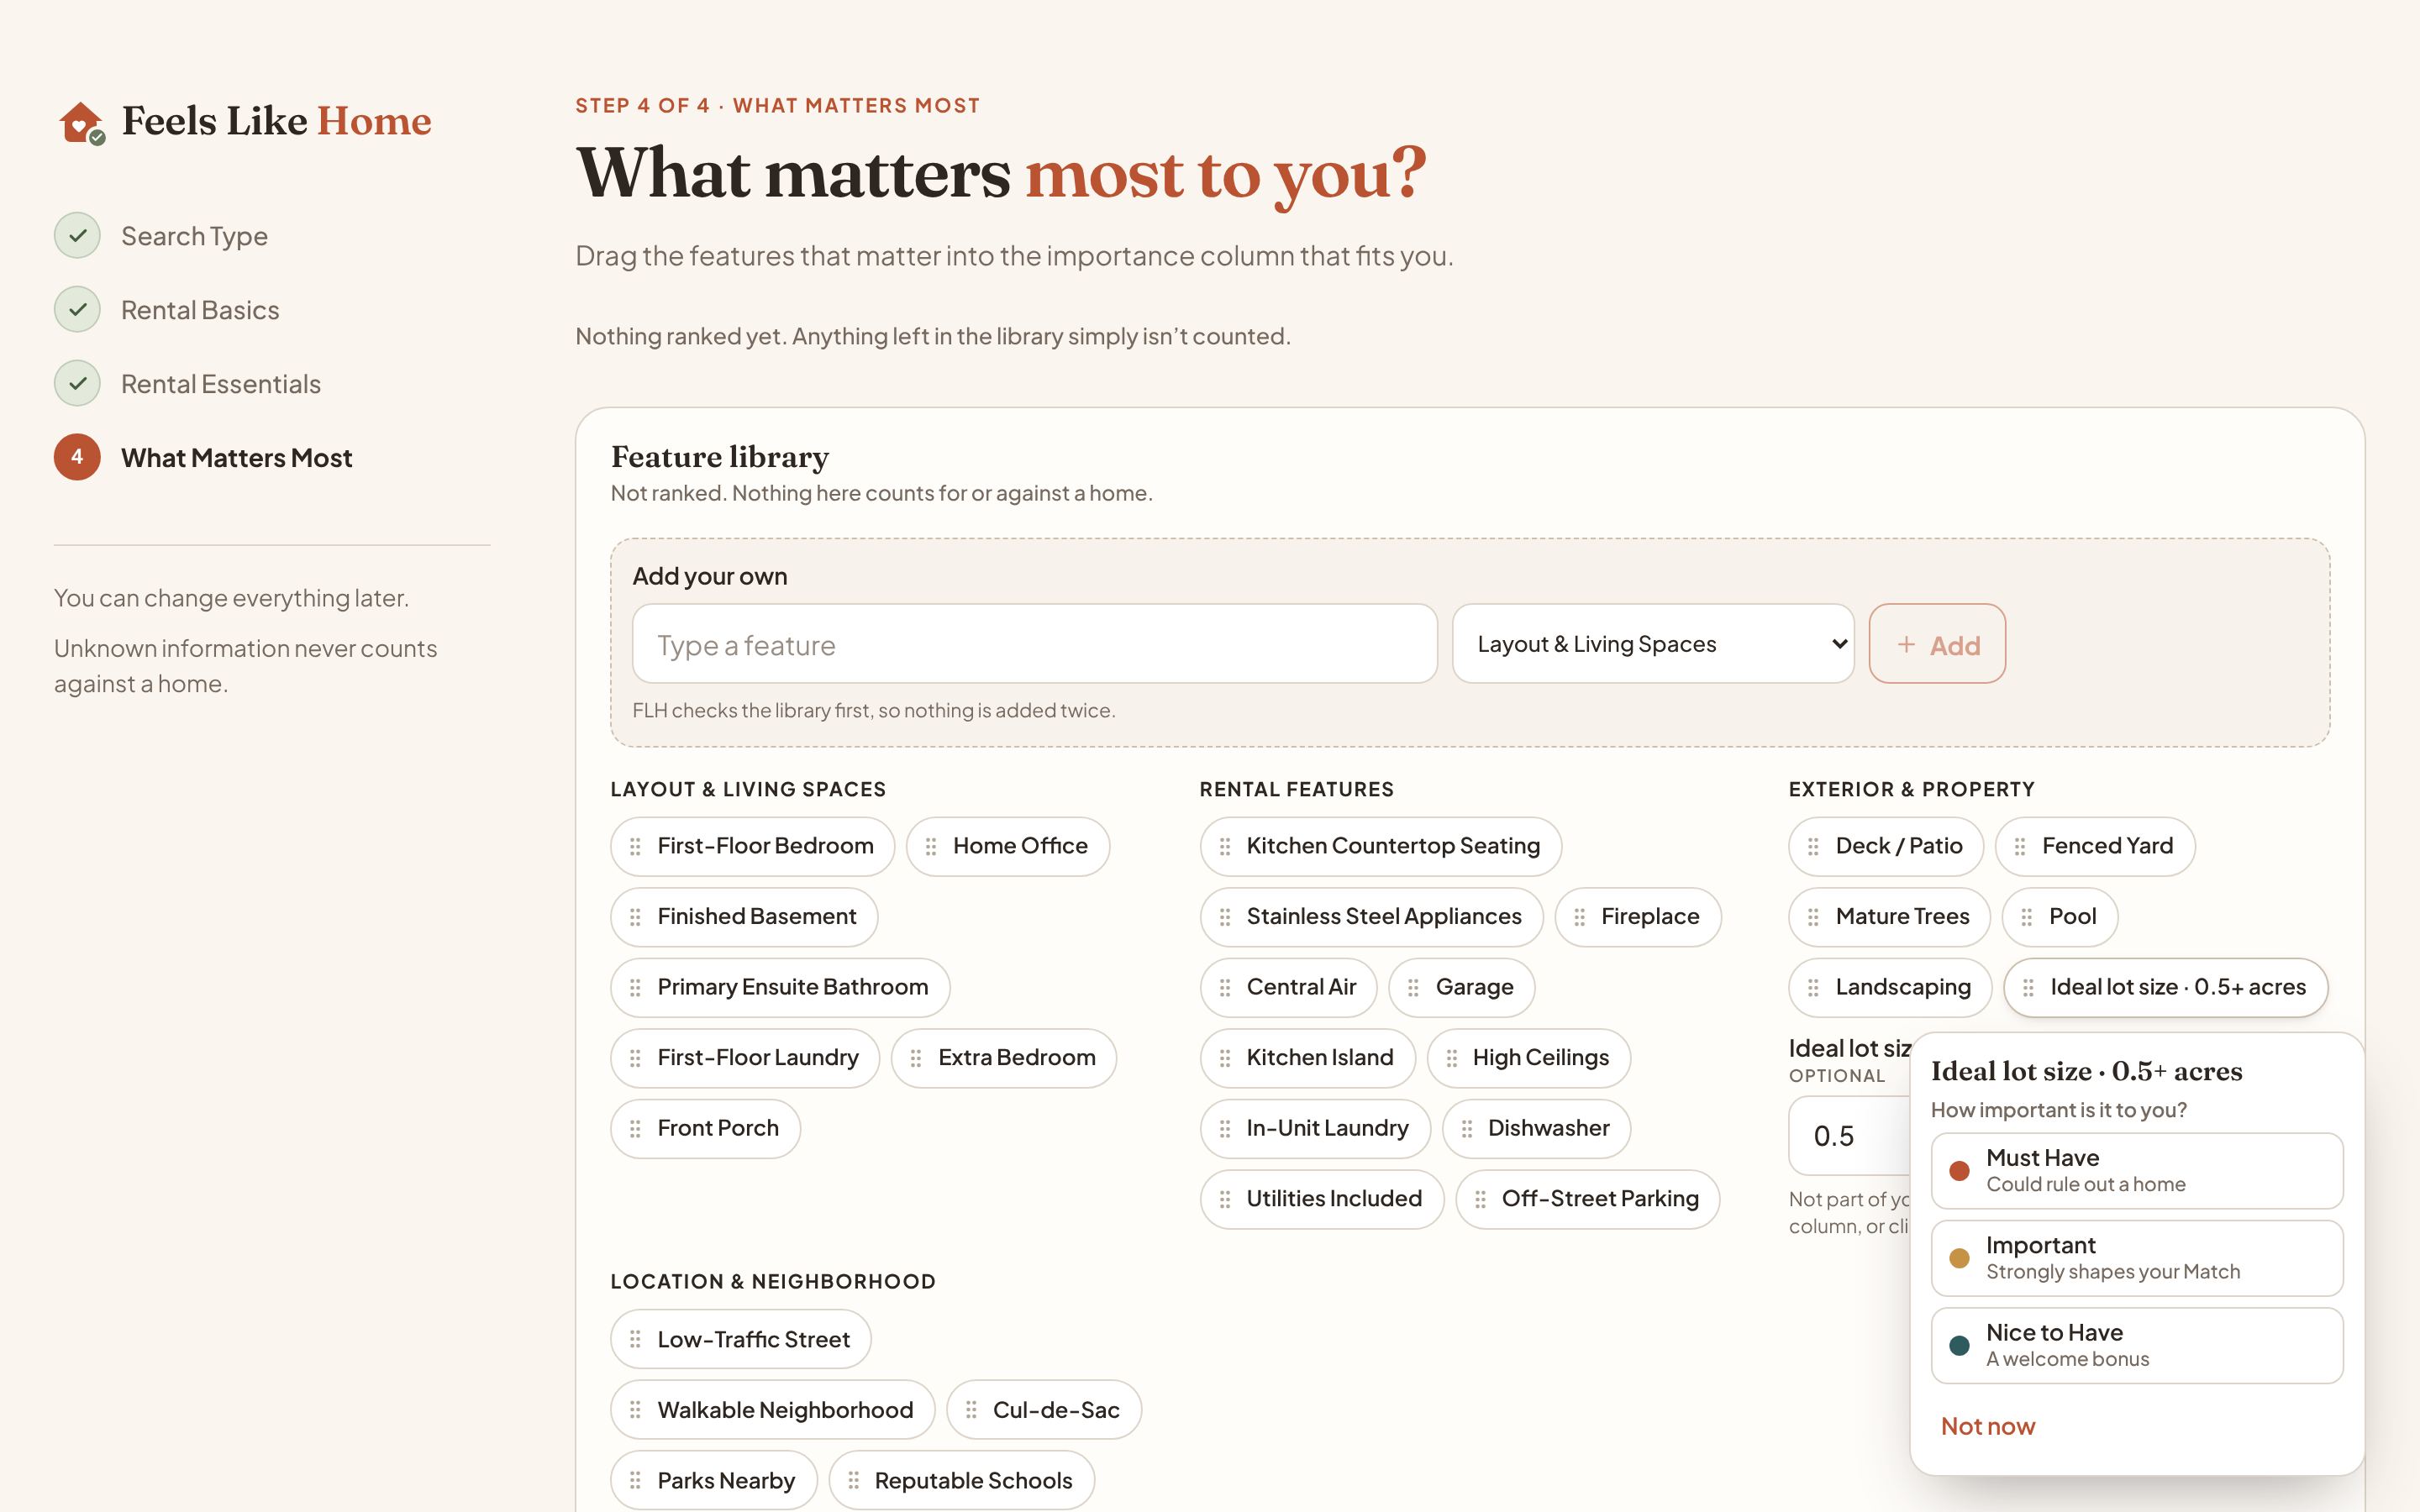 Feels Like Home
Search Type
Rental Basics
Rental Essentials
4 What Matters Most
You can change everything later.
Unknown information never counts
against a home.
STEP 4 OF 4 · WHAT MATTERS MOST
What matters most to you?
Drag the features that matter into the importance column that fits you.
Nothing ranked yet. Anything left in the library simply isn’t counted.
Feature library
Not ranked. Nothing here counts for or against a home.
Add your own
Type a feature
Layout & Living Spaces
+ Add
FLH checks the library first, so nothing is added twice.
LAYOUT & LIVING SPACES
First-Floor Bedroom
Home Office
Finished Basement
Primary Ensuite Bathroom
First-Floor Laundry
Extra Bedroom
Front Porch
RENTAL FEATURES
Kitchen Countertop Seating
Stainless Steel Appliances
Fireplace
Central Air
Garage
Kitchen Island
High Ceilings
In-Unit Laundry
Dishwasher
Utilities Included
Off-Street Parking
EXTERIOR & PROPERTY
Deck / Patio
Fenced Yard
Mature Trees
Pool
Landscaping
Ideal lot size · 0.5+ acres
Ideal lot
OPTIONAL
0.5
Not part of
column, or
Ideal lot size · 0.5+ acres
How important is it to you?
Must Have
Could rule out a home
Important
Strongly shapes your Match
Nice to Have
A welcome bonus
Not now
LOCATION & NEIGHBORHOOD
Low-Traffic Street
Walkable Neighborhood
Cul-de-Sac
Parks Nearby
Reputable Schools